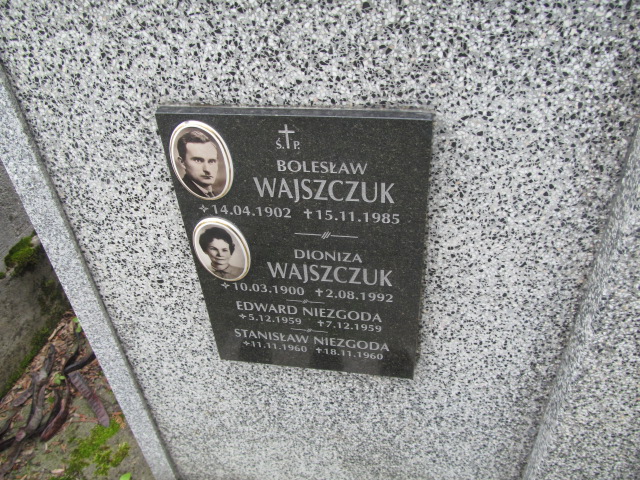 Ś.†P.
BOLESŁAW
WAJSZCZUK
✧14.04.1902 †15.11.1985
DIONIZA
WAJSZCZUK
✧10.03.1900 †2.08.1992
EDWARD NIEZGODA
✧5.12.1959 †7.12.1959
STANISŁAW NIEZGODA
✧11.11.1960 †18.11.1960